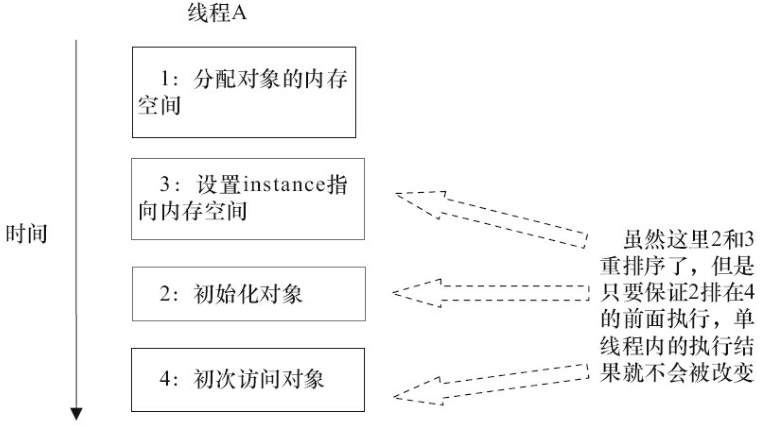 线程A
1：分配对象的内存
空间
3：设置instance指
向内存空间
时间
2：初始化对象
4：初次访问对象
虽然这里2和3
重排序了，但是
只要保证2排在4
的前面执行，单
线程内的执行结
果就不会被改变